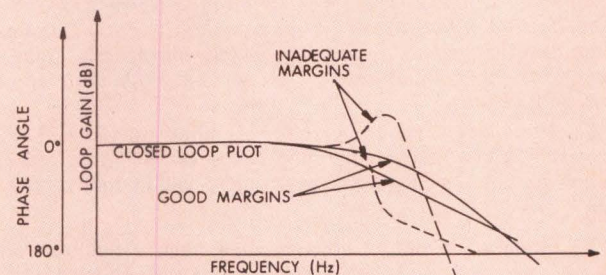 INADEQUATE
MARGINS
PHASE ANGLE
LOOP GAIN (dB)
0°
CLOSED LOOP PLOT
GOOD MARGINS
180°
FREQUENCY (Hz)